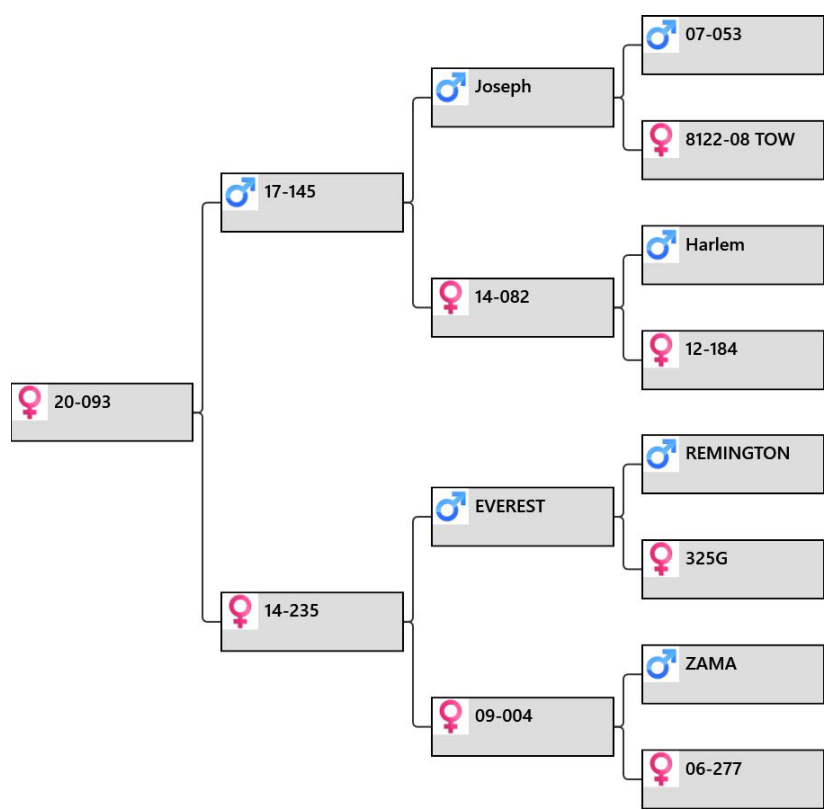 07-053
Joseph
8122-08 TOW
17-145
Harlem
14-082
12-184
20-093
REMINGTON
EVEREST
325G
14-235
ZAMA
09-004
06-277